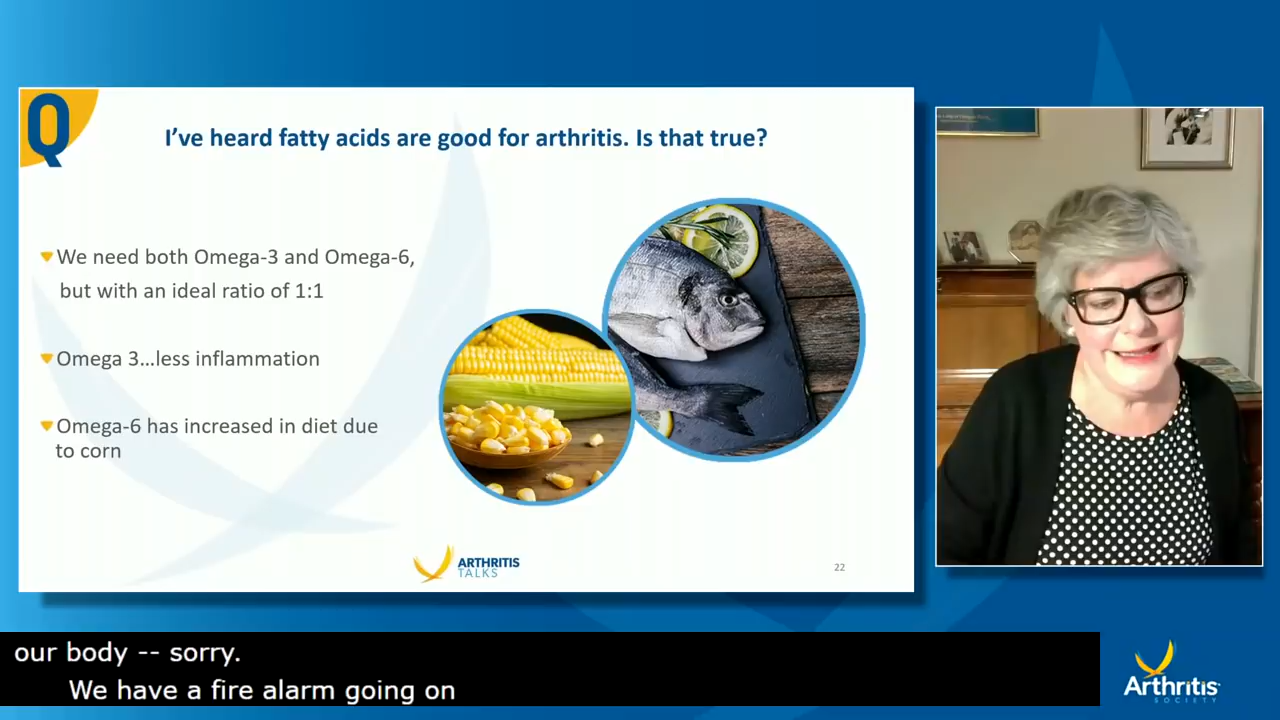 Q
I've heard fatty acids are good for arthritis. Is that true?
We need both Omega-3 and Omega-6,
but with an ideal ratio of 1:1
Omega 3...less inflammation
Omega-6 has increased in diet due
to corn
ARTHRITIS
TALKS
22
our body -- sorry.
We have a fire alarm going on
Arthritis
SOCIETY